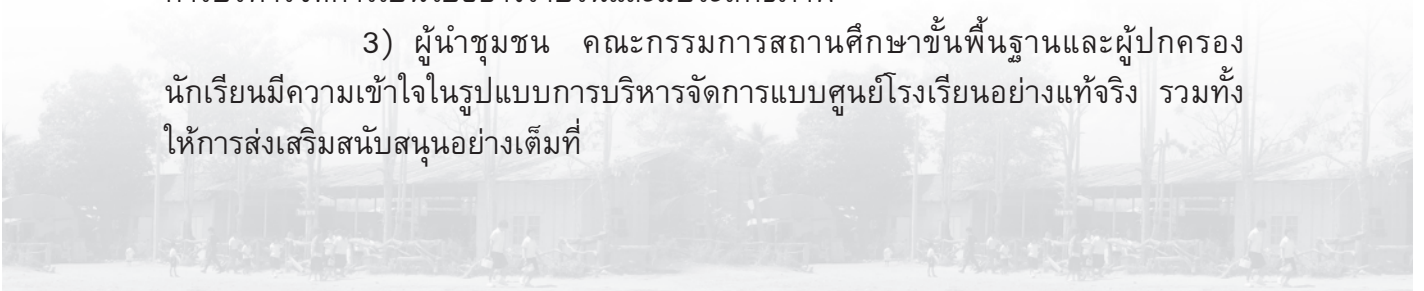 3) ผู้นำชุมชน คณะกรรมการสถานศึกษาขั้นพื้นฐานและผู้ปกครอง
นักเรียนมีความเข้าใจในรูปแบบการบริหารจัดการแบบศูนย์โรงเรียนอย่างแท้จริง รวมทั้ง
ให้การส่งเสริมสนับสนุนอย่างเต็มที่